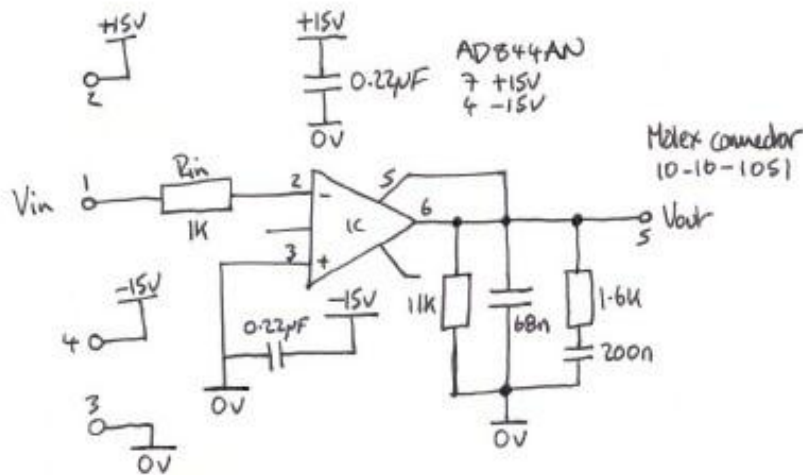 +15V
2
+15V
0.22µF
0V
AD844AN
7 +15V
4 -15V
Molex connector
10-10-1051
Vin
1
Rin
1K
2
-
IC
5
6
3
+
Vout
5
11K
68n
1.6K
200n
0V
-15V
4
0.22µF
-15V
0V
3
0V